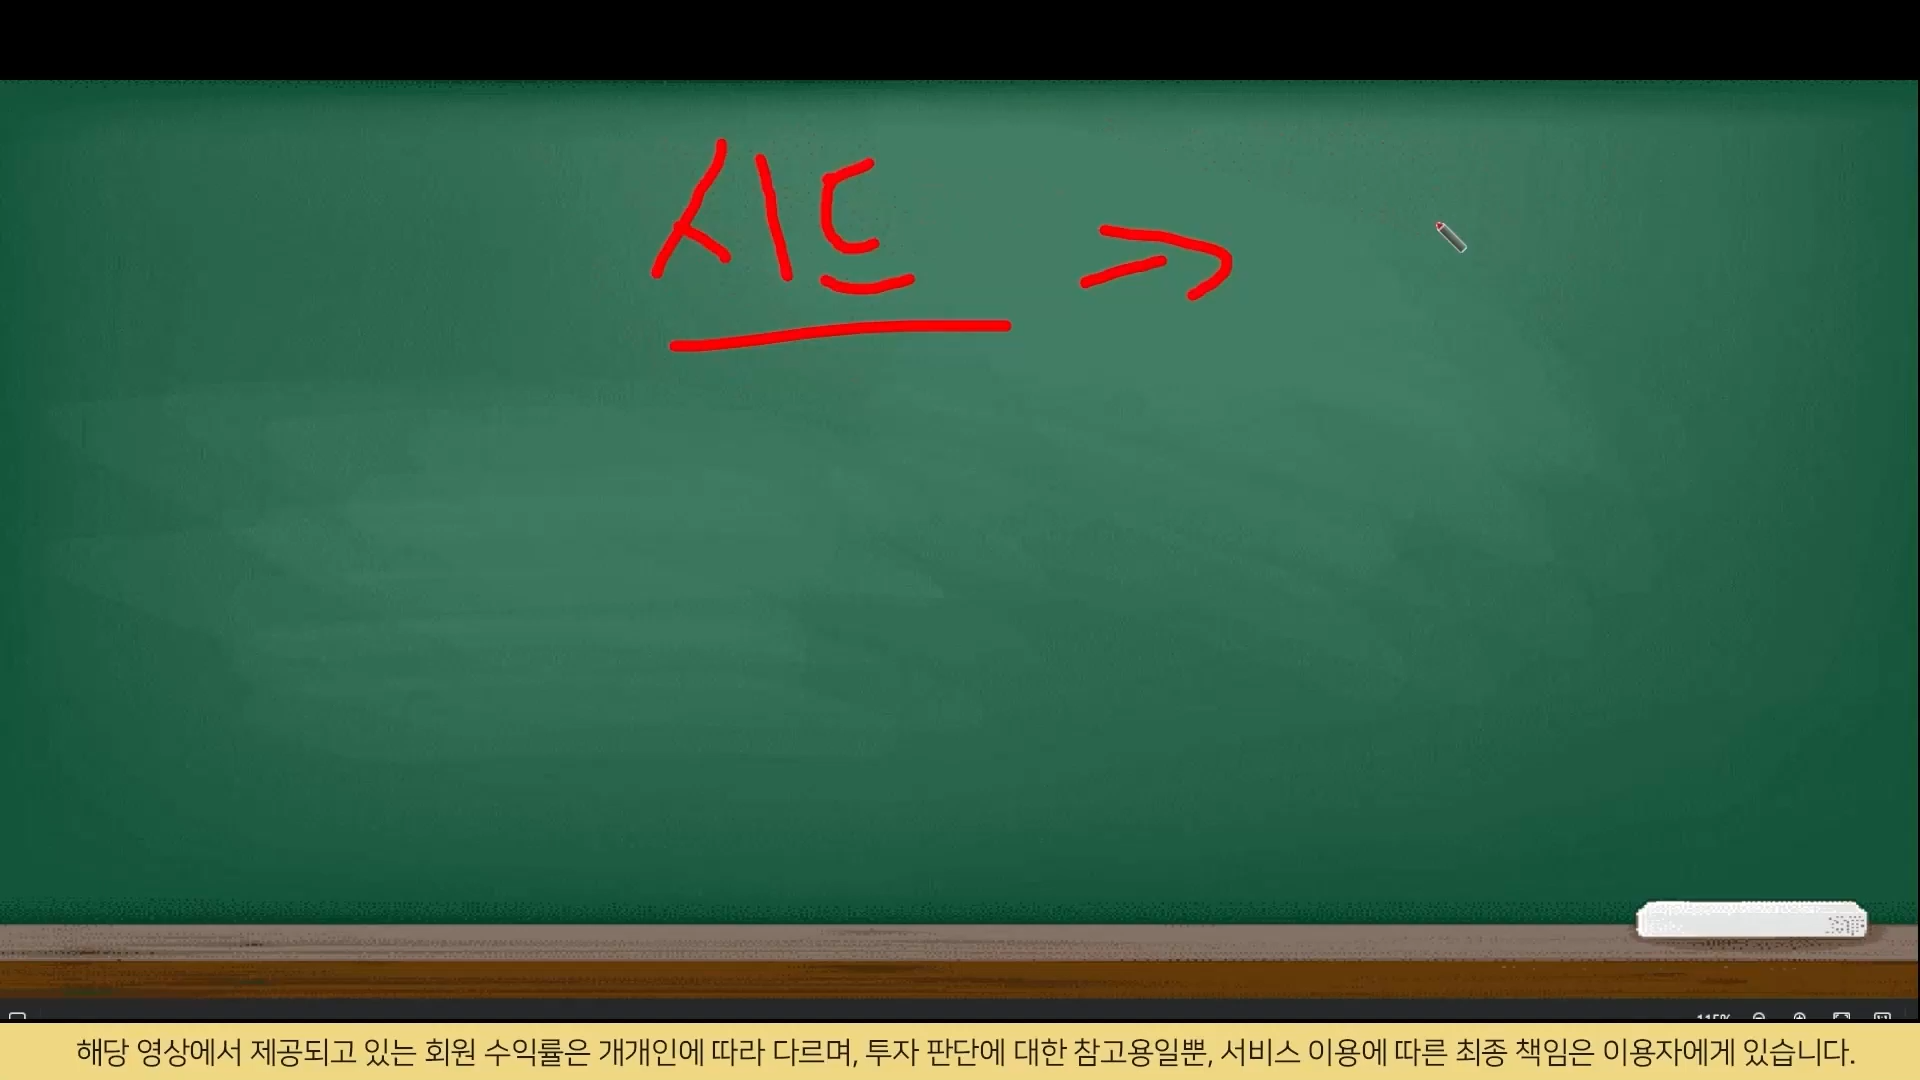 시드 ⇒
115%
해당 영상에서 제공되고 있는 회원 수익률은 개개인에 따라 다르며, 투자 판단에 대한 참고용일뿐, 서비스 이용에 따른 최종 책임은 이용자에게 있습니다.